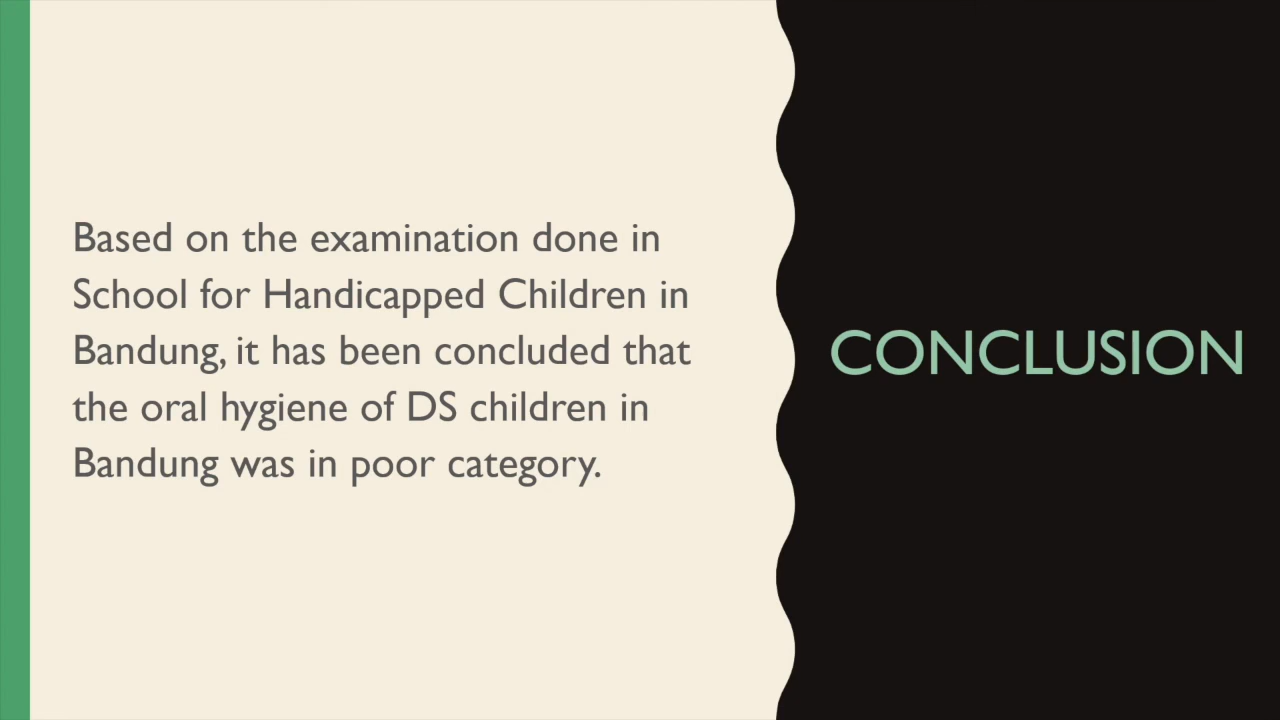 Based on the examination done in
School for Handicapped Children in
Bandung, it has been concluded that
the oral hygiene of DS children in
Bandung was in poor category.
CONCLUSION